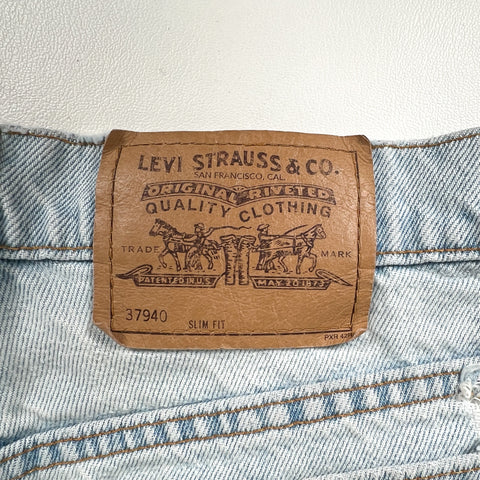 LEVI STRAUSS & CO.
SAN FRANCISCO, CAL.
ORIGINAL RIVETED
QUALITY CLOTHING
TRADE MARK
PATENTED IN U.S. MAY 20 1873
37940
SLIM FIT